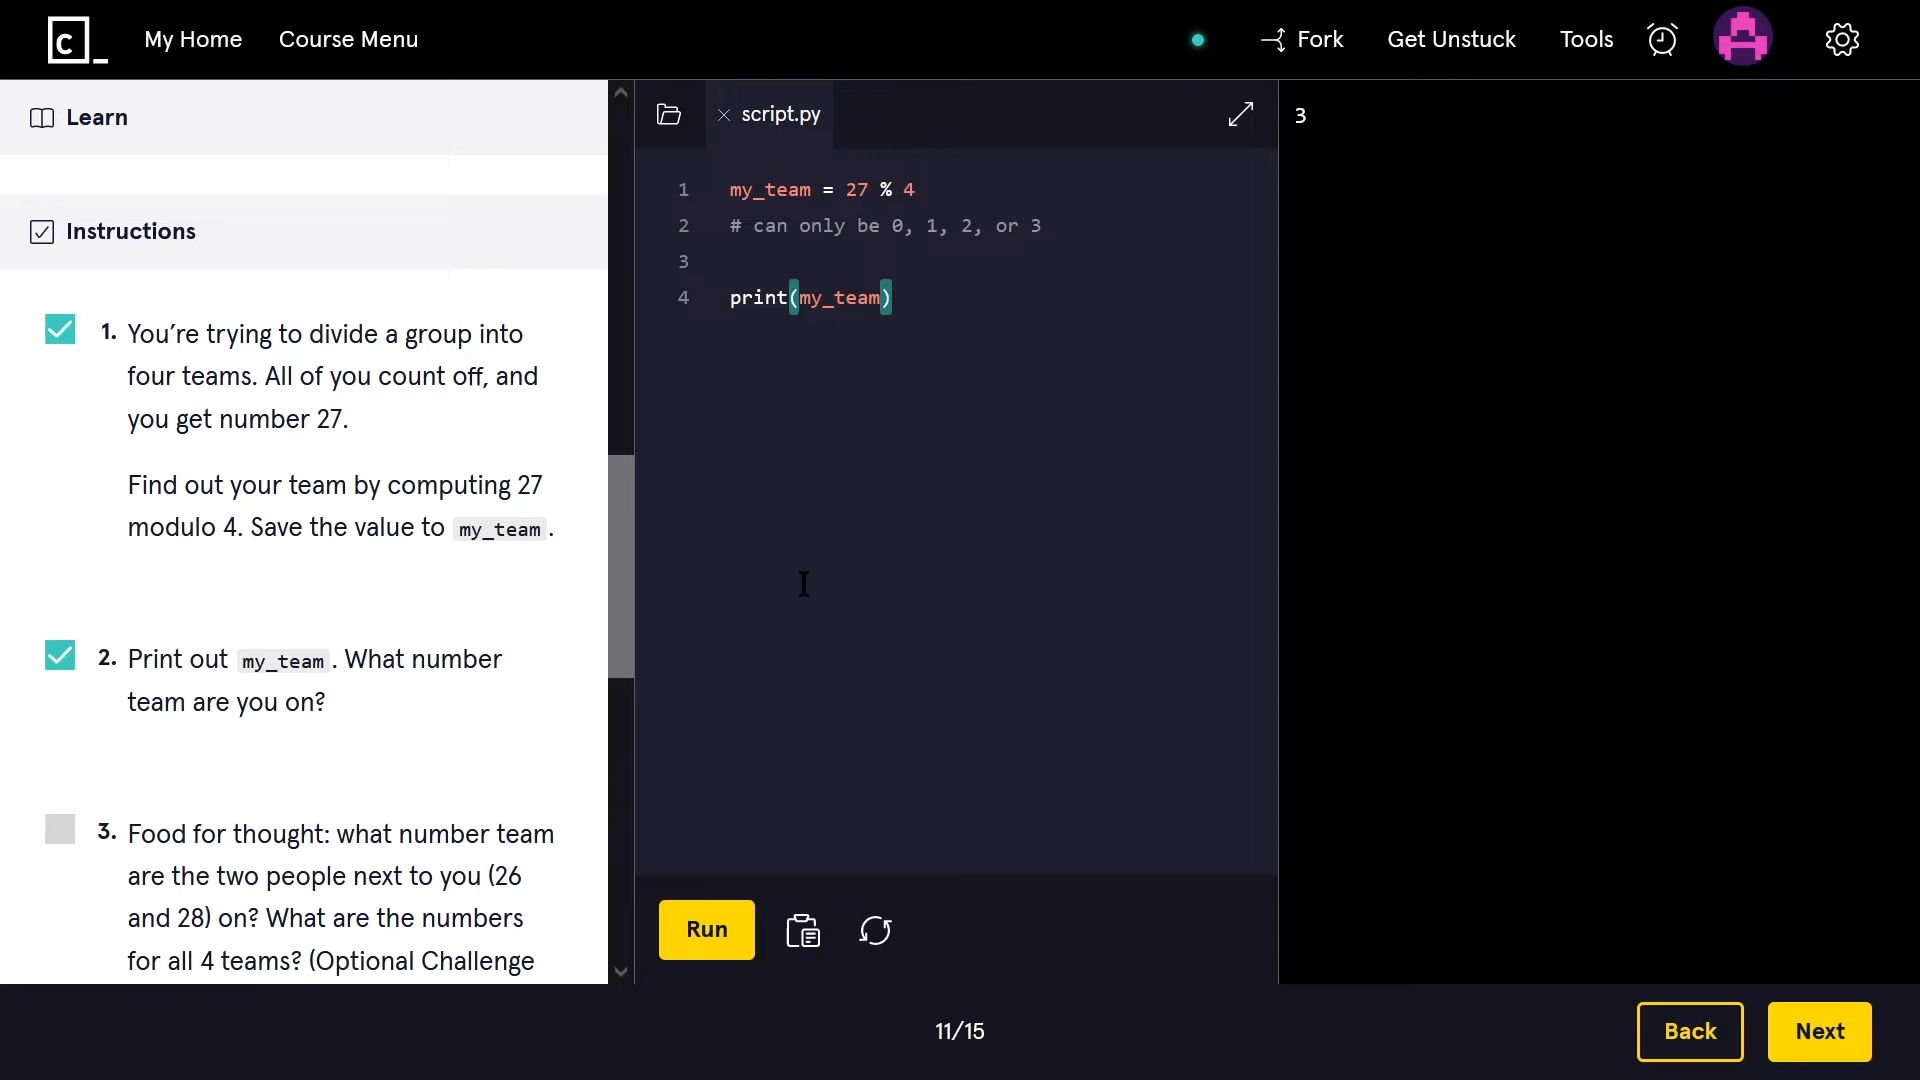 c_ My Home Course Menu Fork Get Unstuck Tools
Learn
Instructions
1. You’re trying to divide a group into
four teams. All of you count off, and
you get number 27.
Find out your team by computing 27
modulo 4. Save the value to my_team.
2. Print out my_team. What number
team are you on?
3. Food for thought: what number team
are the two people next to you (26
and 28) on? What are the numbers
for all 4 teams? (Optional Challenge
script.py
1 my_team = 27 % 4
2 # can only be 0, 1, 2, or 3
3
4 print(my_team)
Run
3
11/15
Back Next